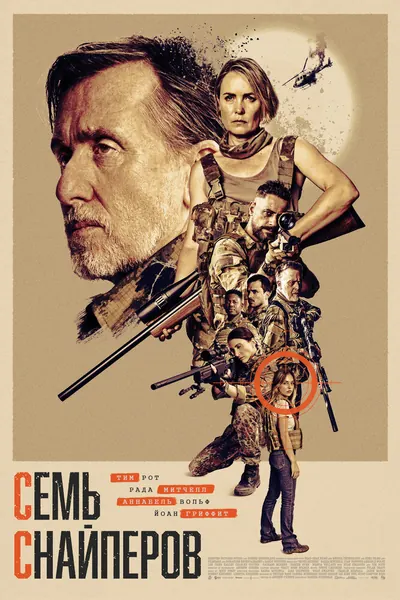 ТИМ РОТ
РАДА МИТЧЕЛЛ
АННАБЕЛЬ ВОЛЬФ
ЙОАН ГРИФФИТ
СЕМЬ
СНАЙПЕРОВ